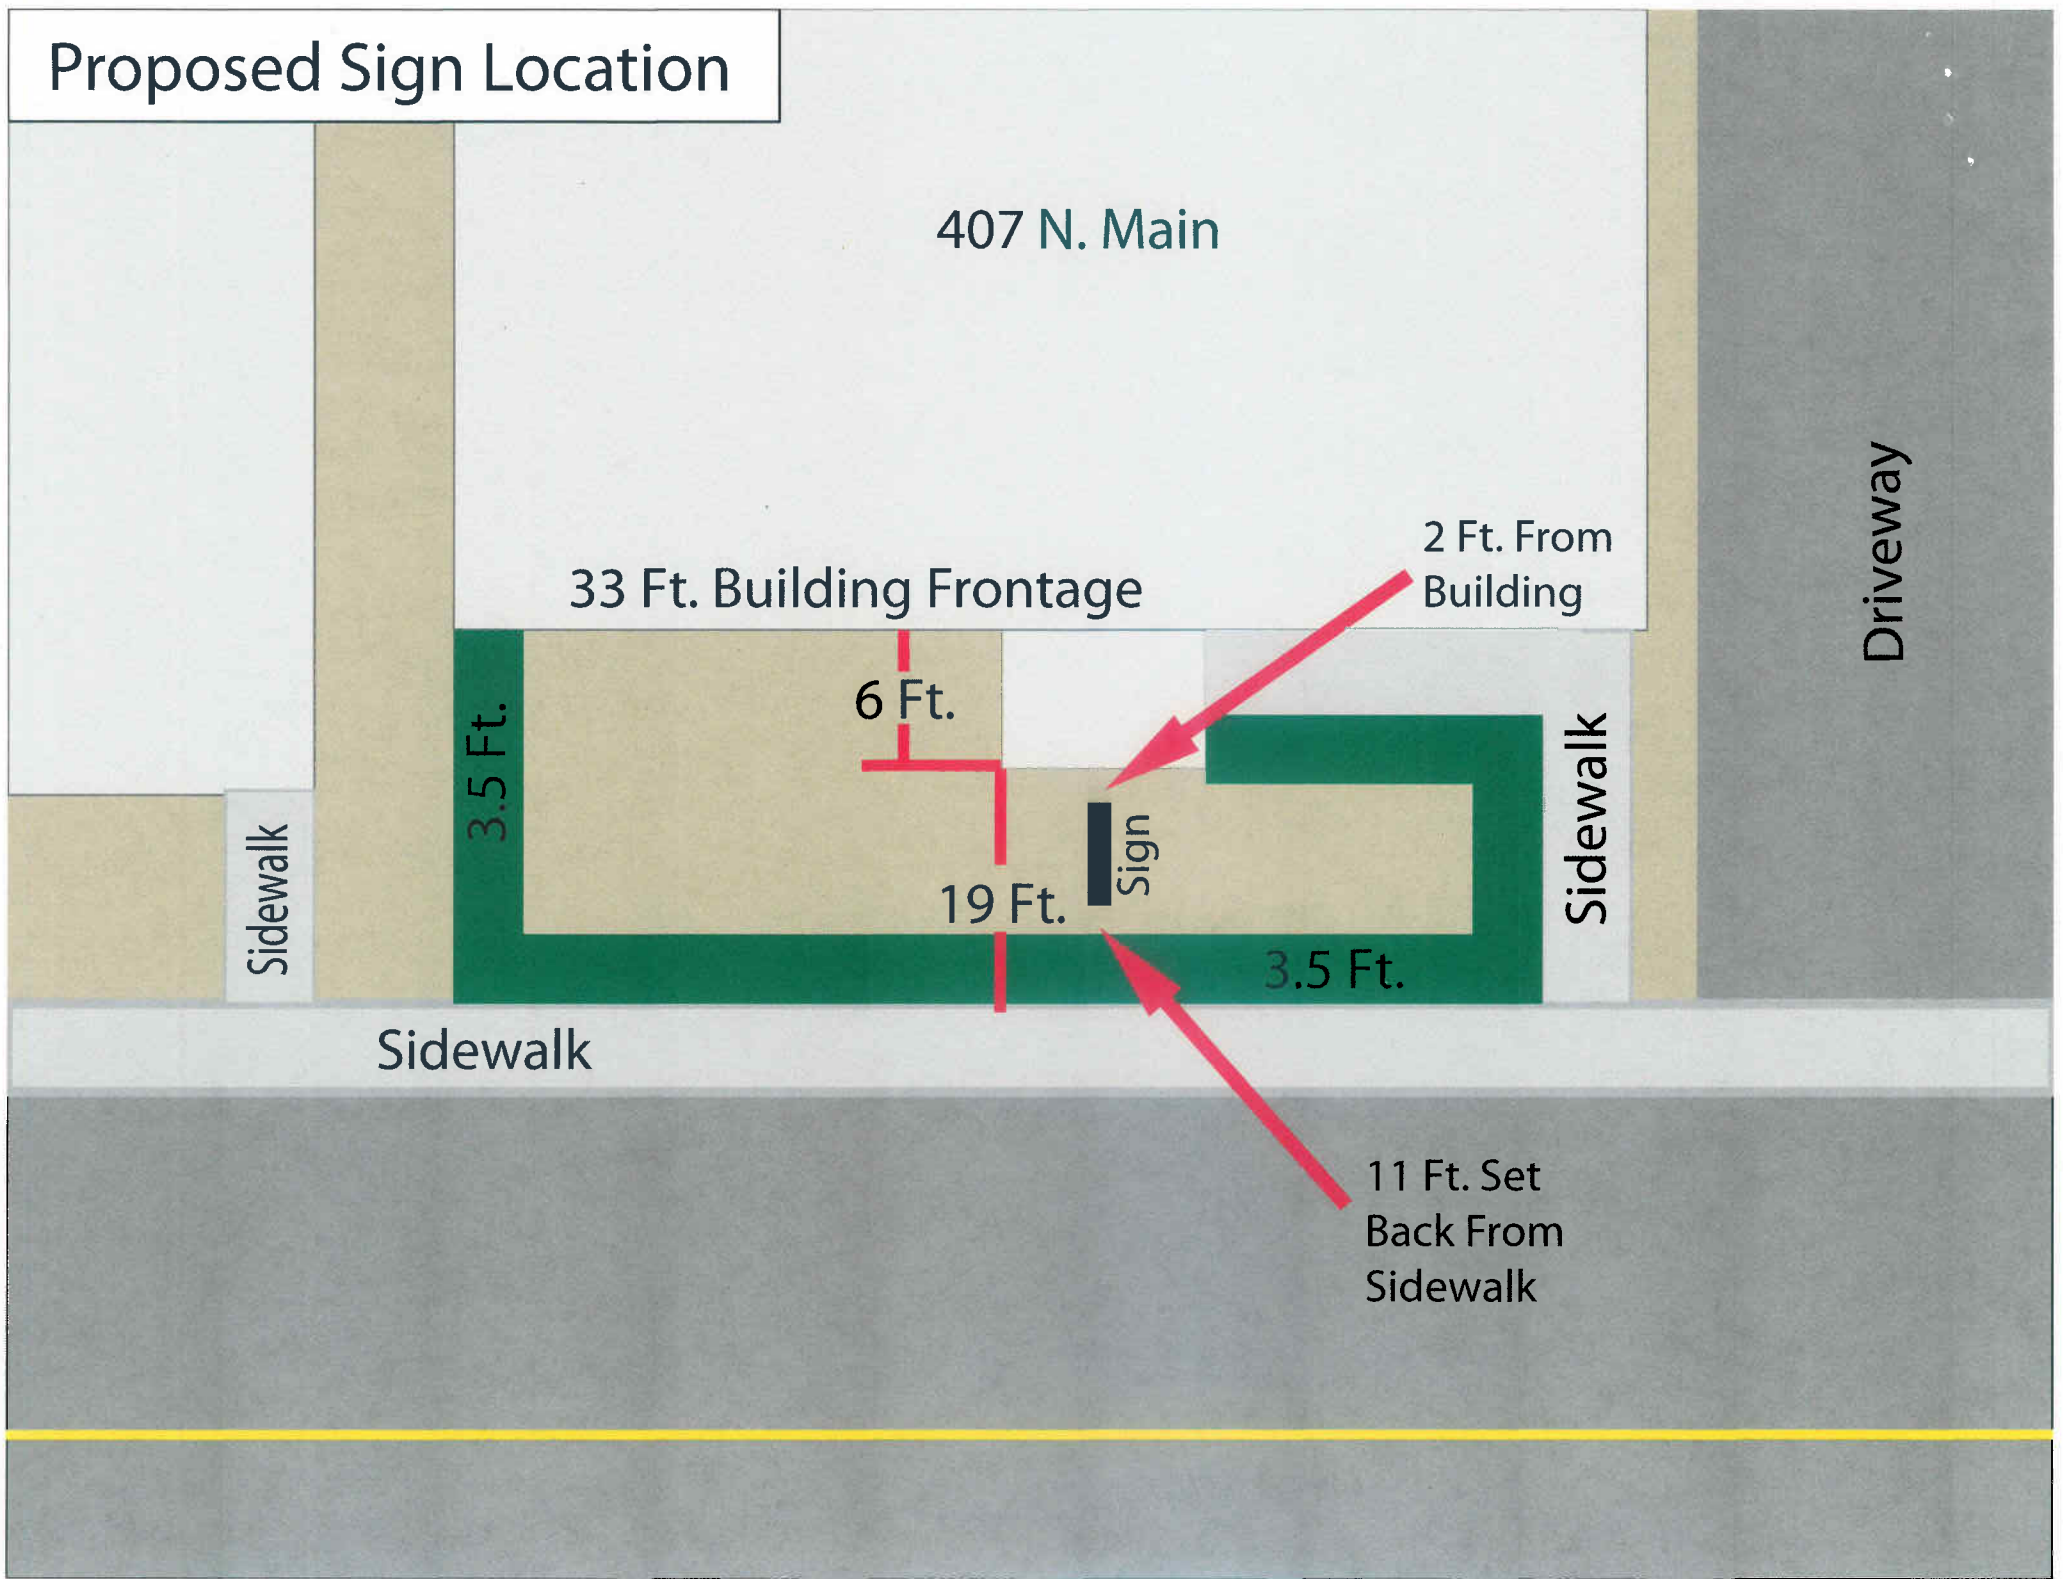 Proposed Sign Location
407 N. Main
2 Ft. From
Building
33 Ft. Building Frontage
Driveway
6 Ft.
3.5 Ft.
Sidewalk
Sign
Sidewalk
19 Ft.
3.5 Ft.
Sidewalk
11 Ft. Set
Back From
Sidewalk